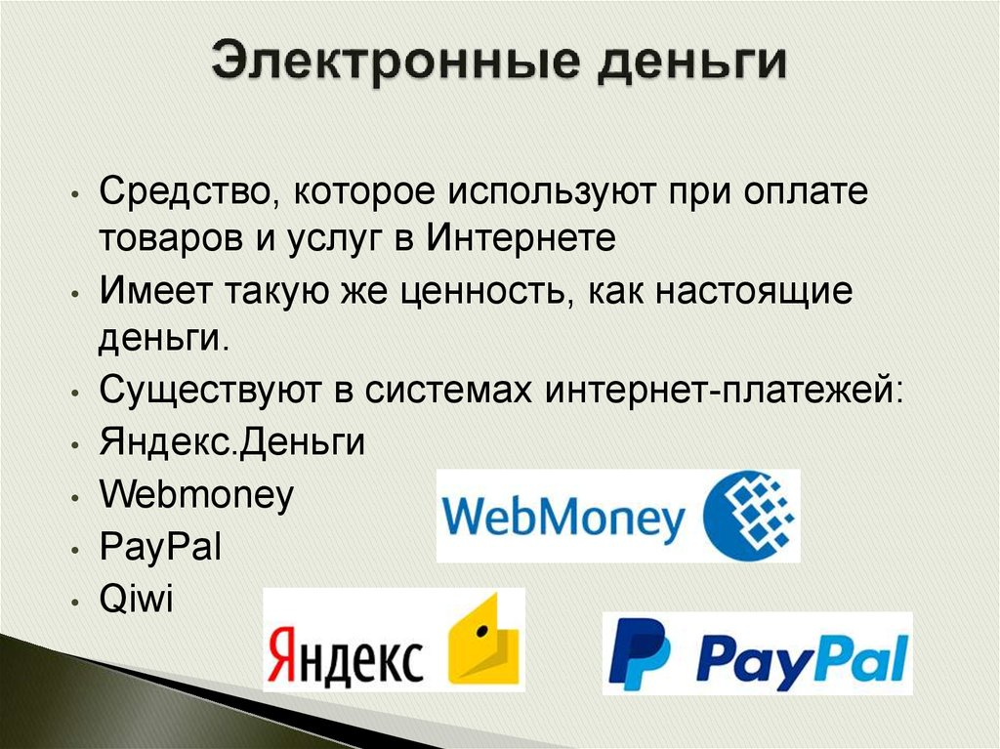 Электронные деньги
• Средство, которое используют при оплате
товаров и услуг в Интернете
• Имеет такую же ценность, как настоящие
деньги.
• Существуют в системах интернет-платежей:
• Яндекс.Деньги
• Webmoney
• PayPal
• Qiwi
WebMoney
Яндекс
PayPal